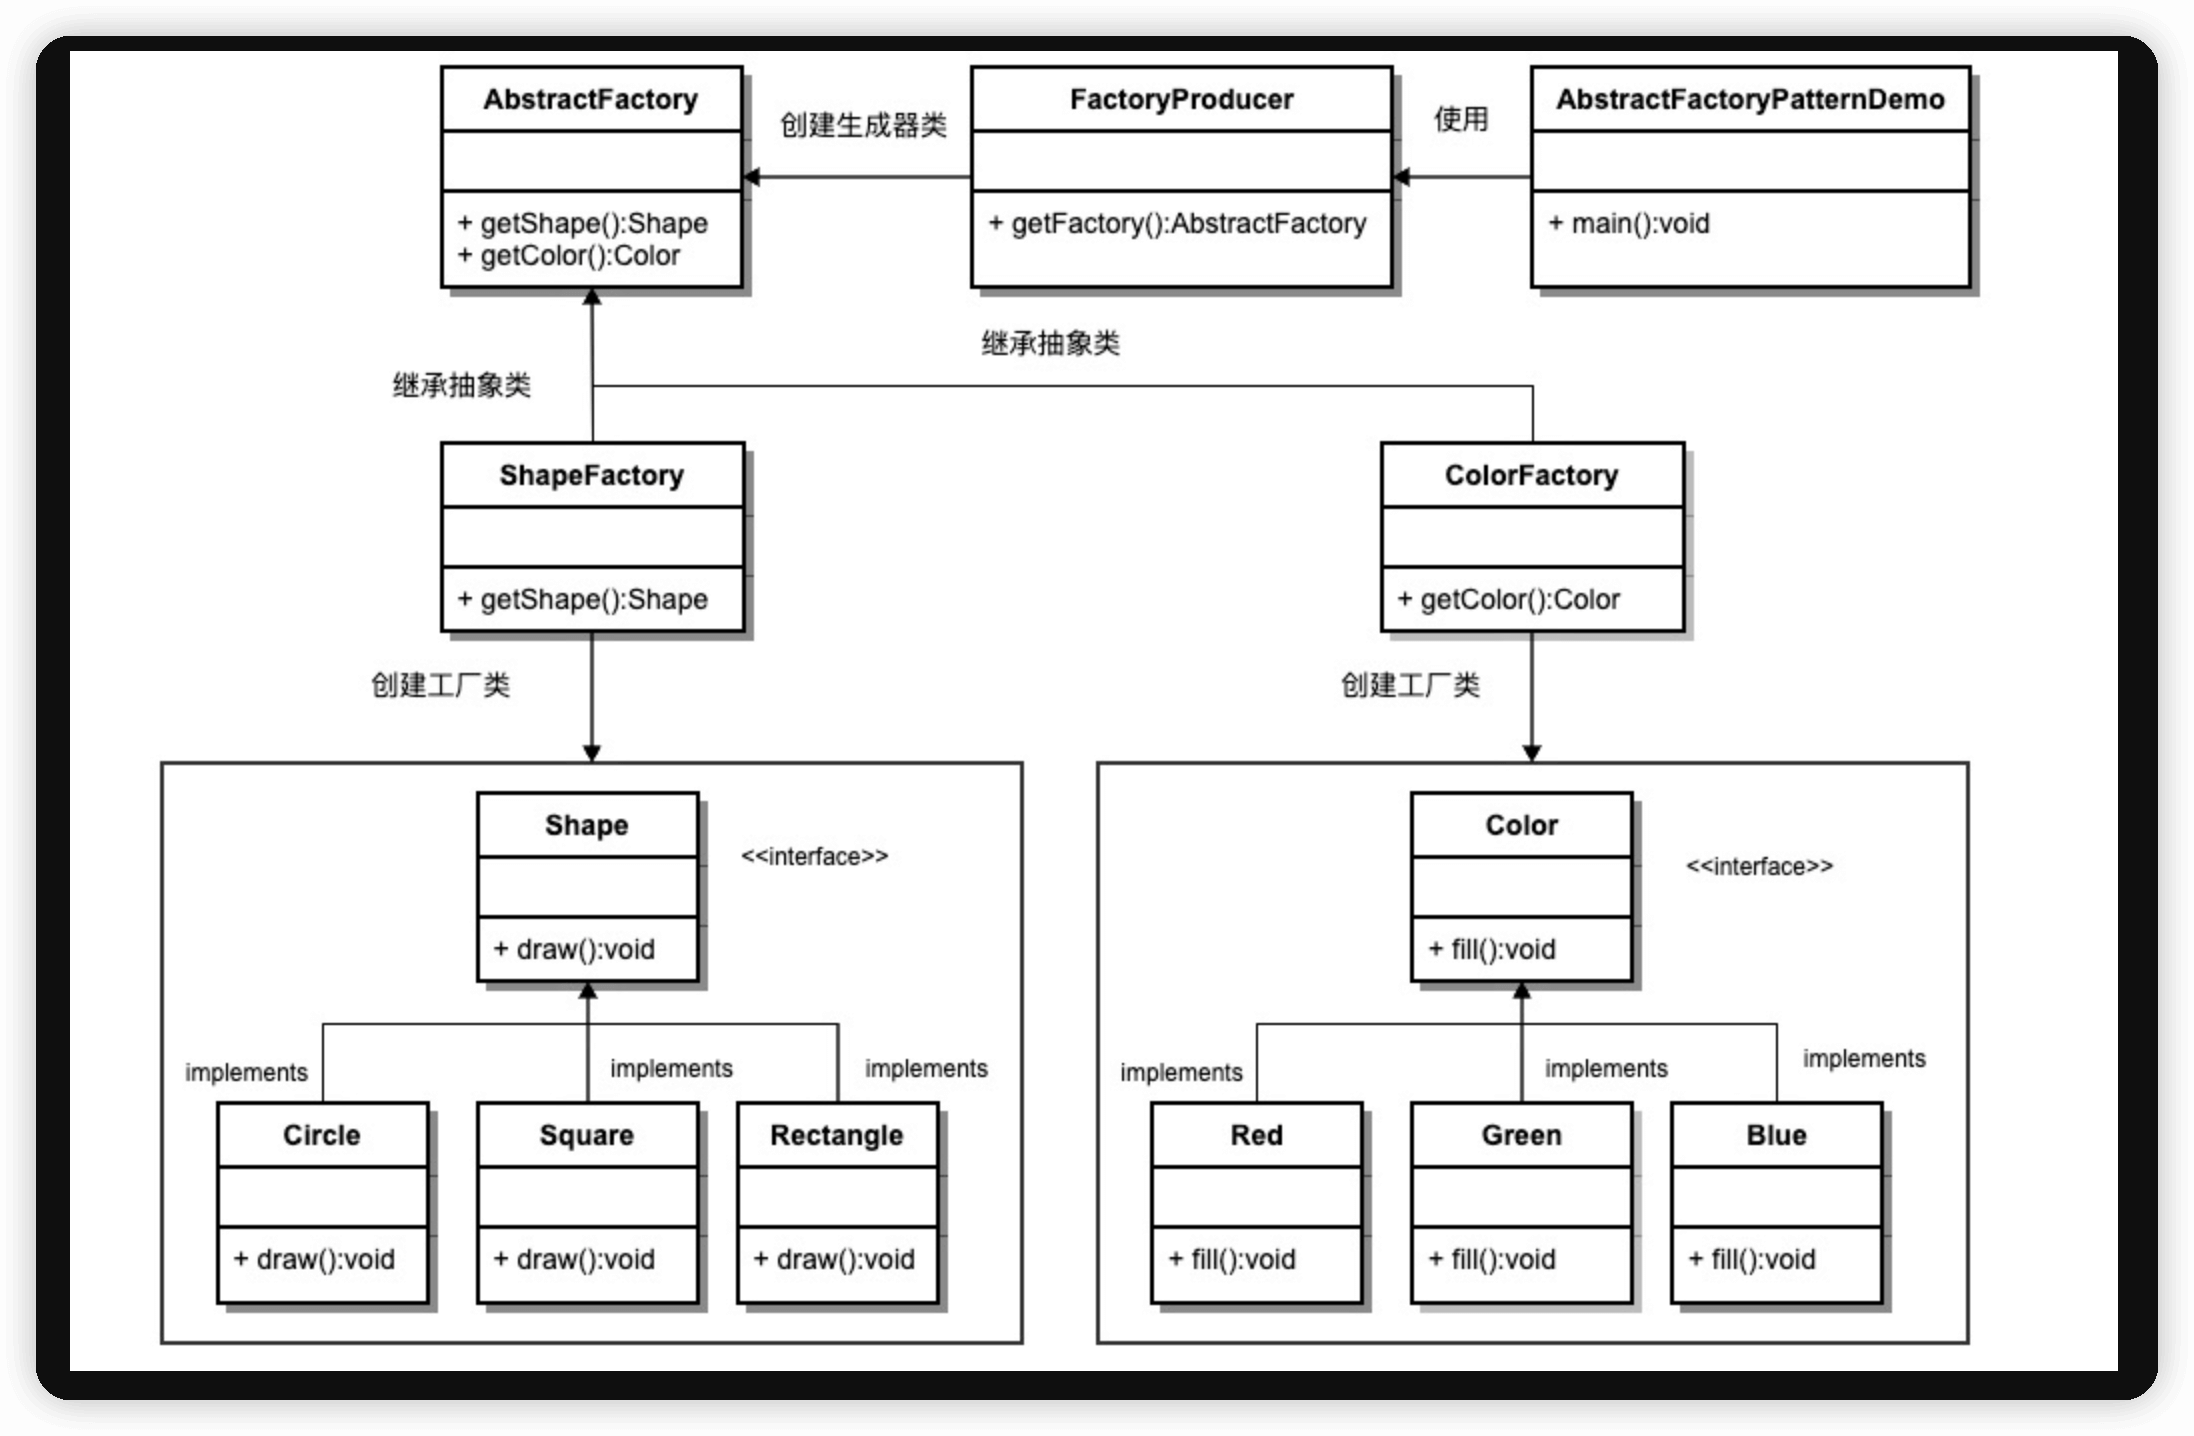 AbstractFactory
+ getShape():Shape
+ getColor():Color
创建生成器类
FactoryProducer
+ getFactory():AbstractFactory
使用
AbstractFactoryPatternDemo
+ main():void
继承抽象类
继承抽象类
ShapeFactory
+ getShape():Shape
ColorFactory
+ getColor():Color
创建工厂类
创建工厂类
Shape
<<interface>>
+ draw():void
implements
implements
implements
Circle
+ draw():void
Square
+ draw():void
Rectangle
+ draw():void
Color
<<interface>>
+ fill():void
implements
implements
implements
Red
+ fill():void
Green
+ fill():void
Blue
+ fill():void